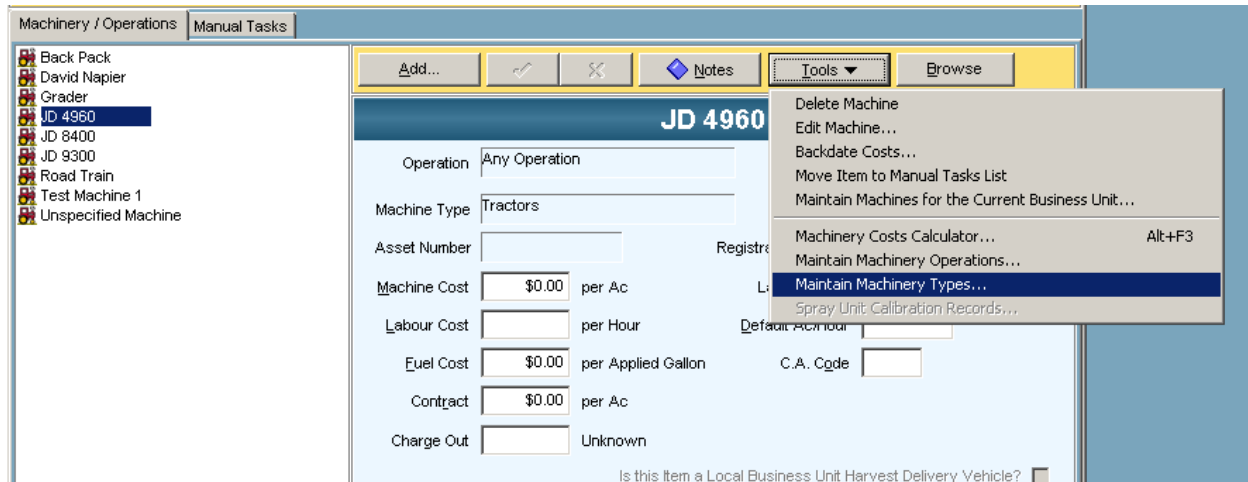 Machinery / Operations Manual Tasks
Back Pack
David Napier
Grader
JD 4960
JD 8400
JD 9300
Road Train
Test Machine 1
Unspecified Machine
Add... Notes Tools Browse
JD 4960
Delete Machine
Edit Machine...
Backdate Costs...
Move Item to Manual Tasks List
Maintain Machines for the Current Business Unit...
Machinery Costs Calculator... Alt+F3
Maintain Machinery Operations...
Maintain Machinery Types...
Spray Unit Calibration Records...
Operation Any Operation
Machine Type Tractors
Asset Number Registra
Machine Cost $0.00 per Ac
Labour Cost per Hour Default Ac/Hour
Fuel Cost $0.00 per Applied Gallon C.A. Code
Contract $0.00 per Ac
Charge Out Unknown
Is this Item a Local Business Unit Harvest Delivery Vehicle?